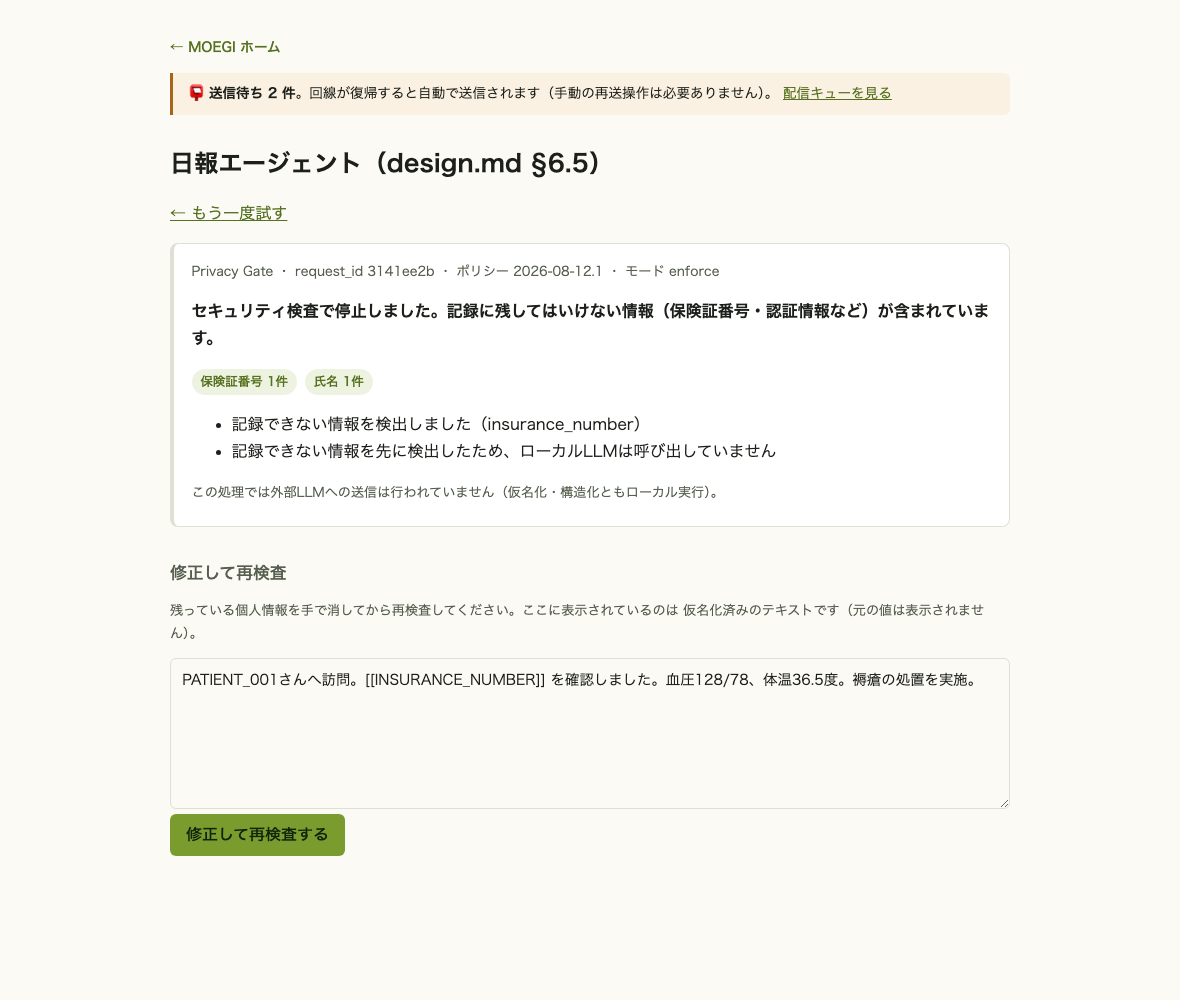 ← MOEGI ホーム
送信待ち 2 件。回線が復帰すると自動で送信されます（手動の再送操作は必要ありません）。 配信キューを見る
日報エージェント（design.md §6.5）
← もう一度試す
Privacy Gate ・ request_id 3141ee2b ・ ポリシー 2026-08-12.1 ・ モード enforce
セキュリティ検査で停止しました。記録に残してはいけない情報（保険証番号・認証情報など）が含まれていま
す。
保険証番号 1件 氏名 1件
• 記録できない情報を検出しました（insurance_number）
• 記録できない情報を先に検出したため、ローカルLLMは呼び出していません
この処理では外部LLMへの送信は行われていません（仮名化・構造化ともローカル実行）。
修正して再検査
残っている個人情報を手で消してから再検査してください。ここに表示されているのは 仮名化済みのテキストです（元の値は表示されませ
ん）。
PATIENT_001さんへ訪問。[[INSURANCE_NUMBER]] を確認しました。血圧128/78、体温36.5度。褥瘡の処置を実施。
修正して再検査する